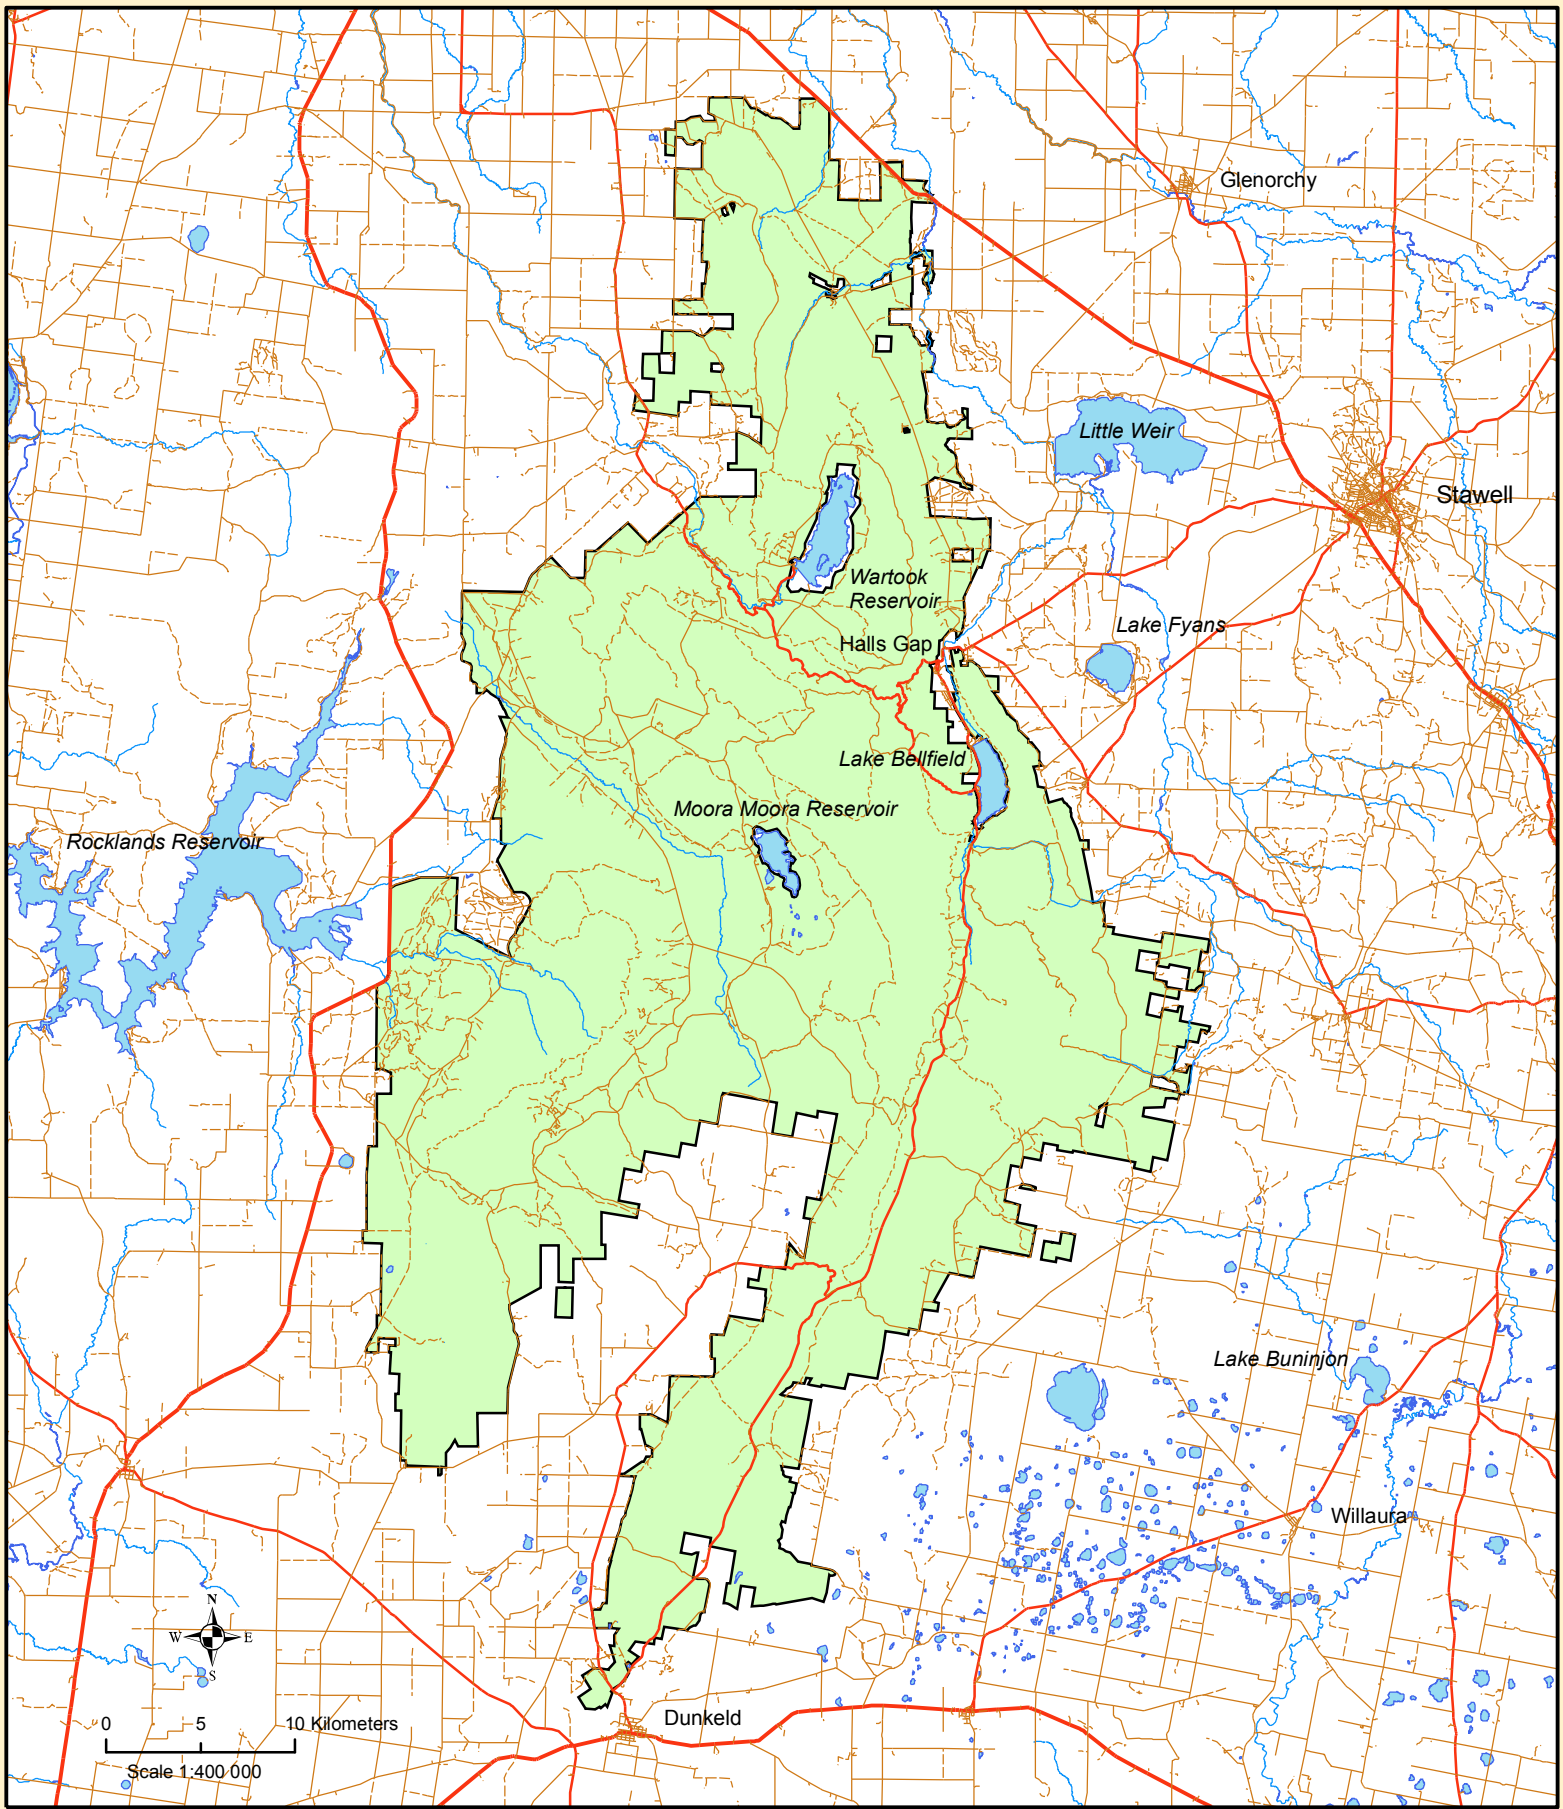 Glenorchy
Little Weir
Stawell
Wartook
Reservoir
Lake Fyans
Halls Gap
Lake Bellfield
Moora Moora Reservoir
Rocklands Reservoir
Lake Buninjon
Willaura
N
W E
S
0 5 10 Kilometers
Scale 1:400 000
Dunkeld